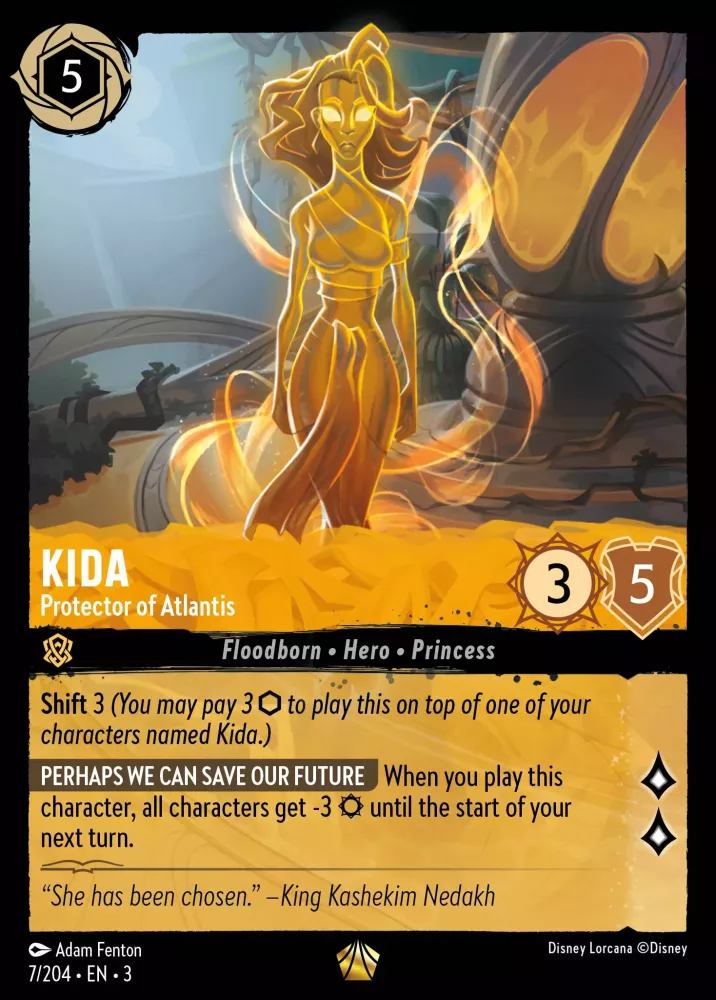 5
KIDA
Protector of Atlantis
3
5
Floodborn • Hero • Princess
Shift 3 (You may pay 3 ⬡ to play this on top of one of your
characters named Kida.)
PERHAPS WE CAN SAVE OUR FUTURE When you play this
character, all characters get -3 ¤ until the start of your
next turn.
“She has been chosen.” –King Kashekim Nedakh
Adam Fenton
Disney Lorcana ©Disney
7/204 • EN • 3